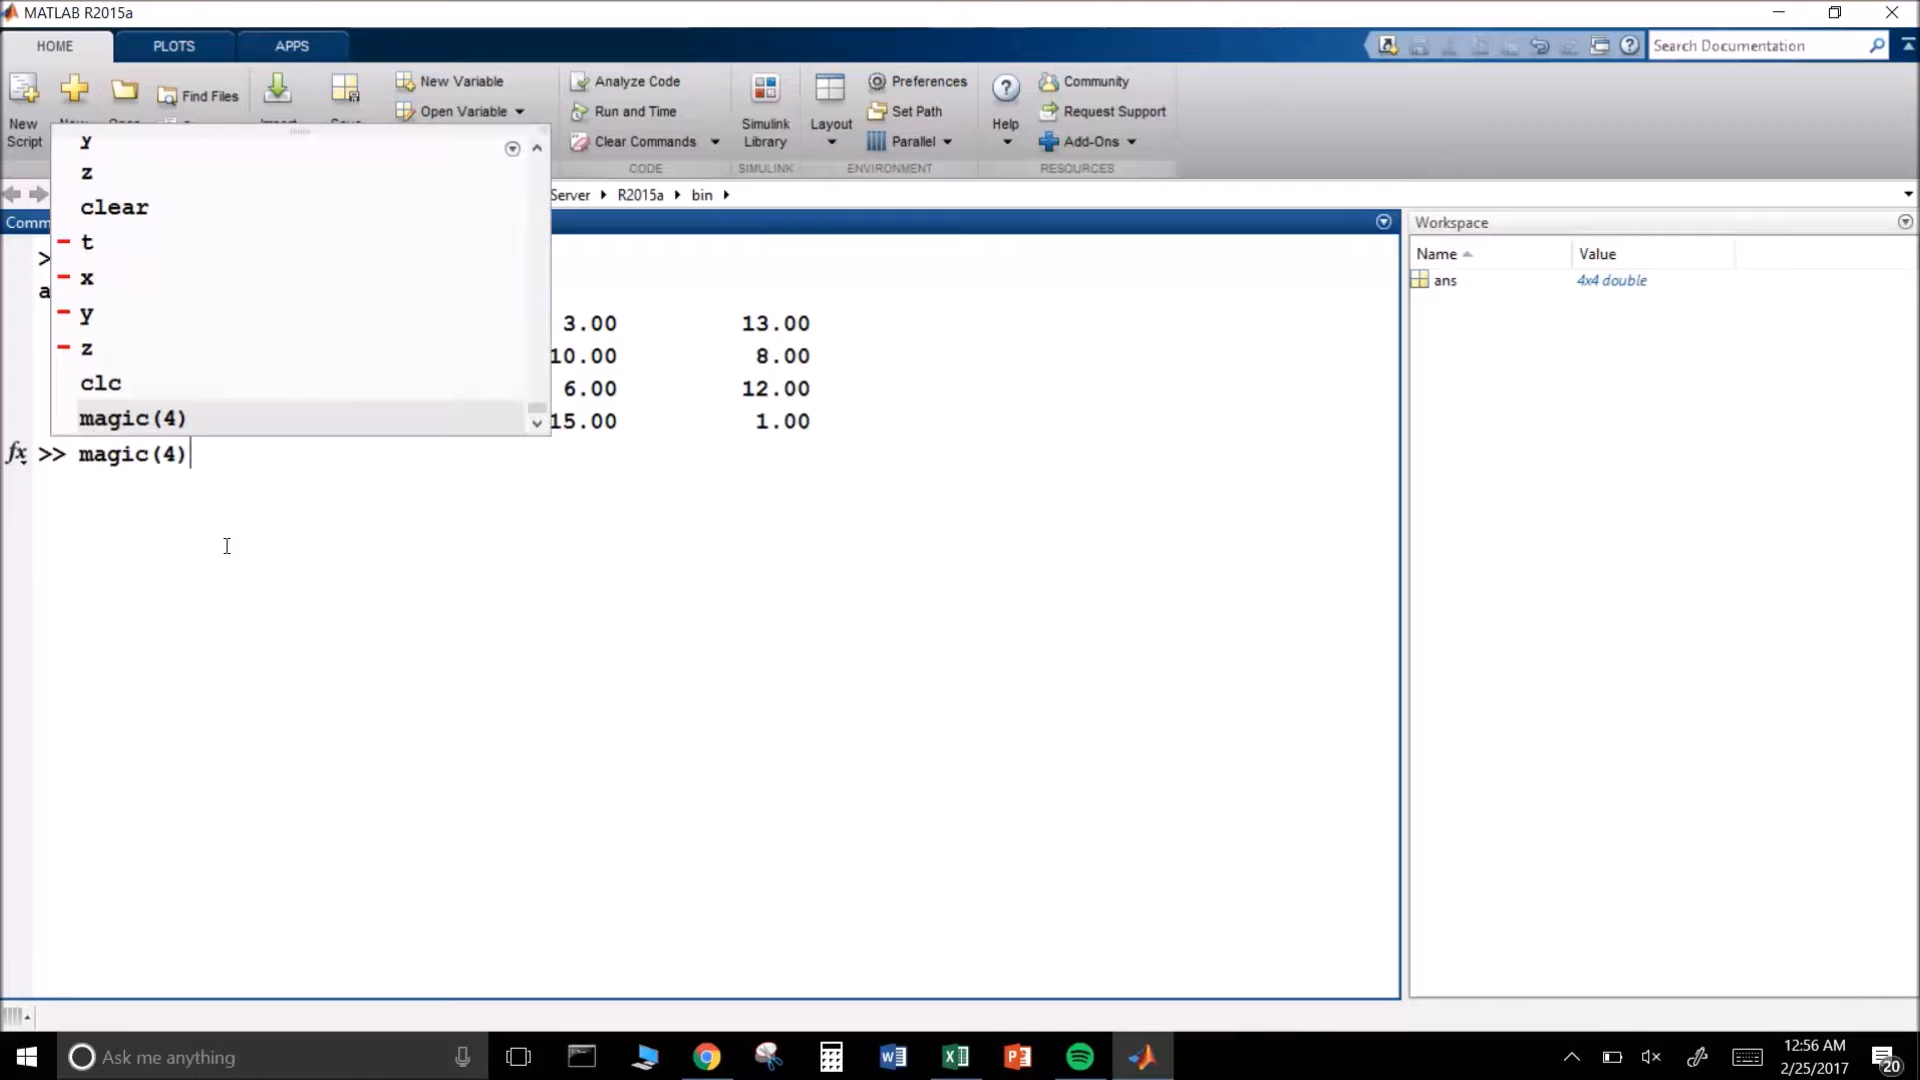 MATLAB R2015a
HOME PLOTS APPS
Search Documentation
New Script
Find Files
New Variable
Open Variable
Analyze Code
Run and Time
Clear Commands
CODE
Simulink Library
SIMULINK
Layout
Preferences
Set Path
Parallel
ENVIRONMENT
Help
Community
Request Support
Add-Ons
RESOURCES
Server R2015a bin
y
z
clear
t
x
y
z
clc
magic(4)
Comm
Workspace
Name Value
ans 4x4 double
>
a
3.00 13.00
10.00 8.00
6.00 12.00
15.00 1.00
fx >> magic(4)
Ask me anything
12:56 AM
2/25/2017
20